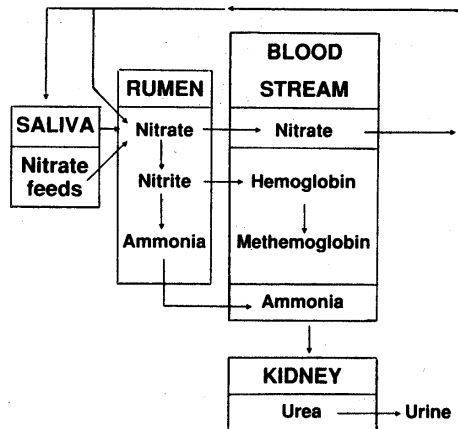 BLOOD
STREAM
RUMEN
SALIVA
Nitrate
feeds
Nitrate
Nitrite
Ammonia
Nitrate
Hemoglobin
Methemoglobin
Ammonia
KIDNEY
Urea
Urine